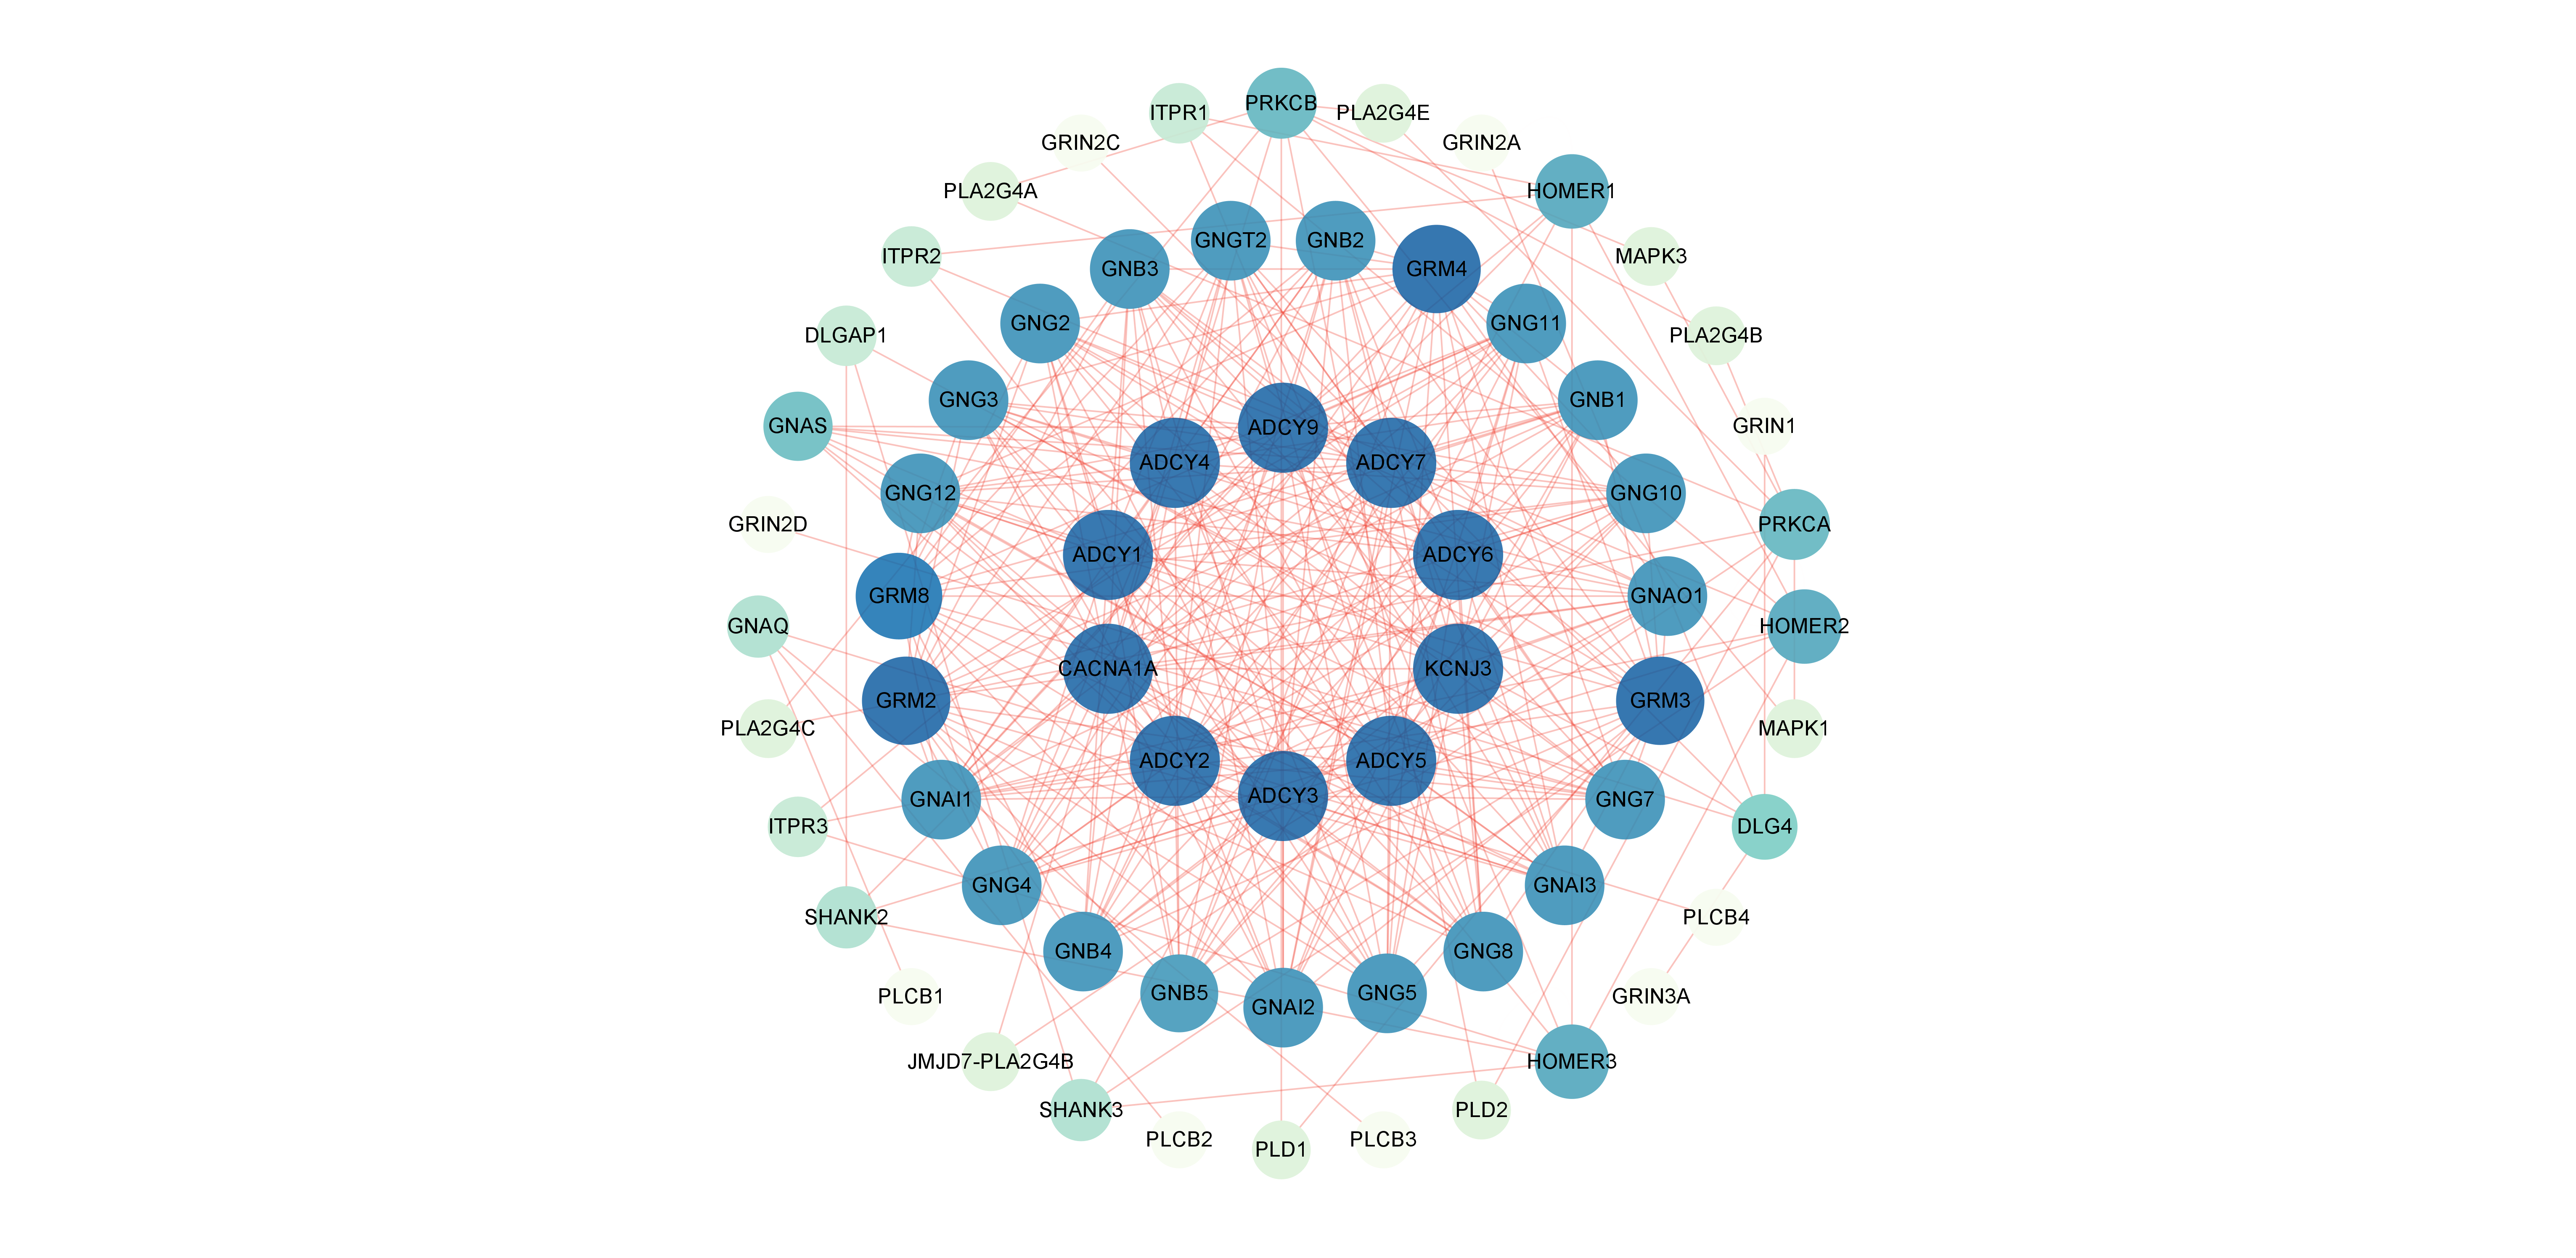 PRKCB
ITPR1
PLA2G4E
GRIN2C
GRIN2A
PLA2G4A
HOMER1
GNGT2
GNB2
ITPR2
GNB3
GRM4
MAPK3
GNG2
GNG11
DLGAP1
PLA2G4B
GNG3
GNB1
GNAS
ADCY9
GRIN1
ADCY4
ADCY7
GNG12
GNG10
GRIN2D
PRKCA
ADCY1
ADCY6
GRM8
GNAO1
GNAQ
HOMER2
CACNA1A
KCNJ3
GRM2
GRM3
PLA2G4C
MAPK1
ADCY2
ADCY5
GNAI1
ADCY3
GNG7
ITPR3
DLG4
GNG4
GNAI3
SHANK2
PLCB4
GNB4
GNG8
PLCB1
GNB5
GNAI2
GNG5
GRIN3A
JMJD7-PLA2G4B
HOMER3
SHANK3
PLD2
PLCB2
PLCB3
PLD1